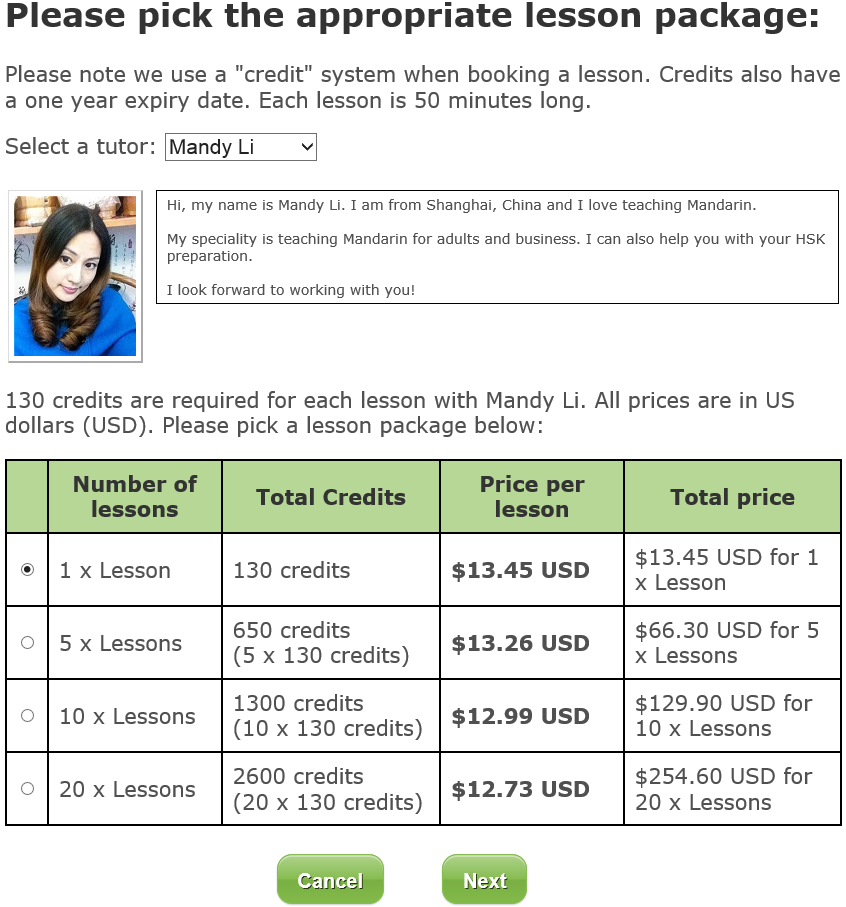 Please pick the appropriate lesson package:
Please note we use a "credit" system when booking a lesson. Credits also have
a one year expiry date. Each lesson is 50 minutes long.
Select a tutor: Mandy Li
Hi, my name is Mandy Li. I am from Shanghai, China and I love teaching Mandarin.
My speciality is teaching Mandarin for adults and business. I can also help you with your HSK
preparation.
I look forward to working with you!
130 credits are required for each lesson with Mandy Li. All prices are in US
dollars (USD). Please pick a lesson package below:
Number of
lessons
Total Credits
Price per
lesson
Total price
1 x Lesson
130 credits
$13.45 USD
$13.45 USD for 1
x Lesson
5 x Lessons
650 credits
(5 x 130 credits)
$13.26 USD
$66.30 USD for 5
x Lessons
10 x Lessons
1300 credits
(10 x 130 credits)
$12.99 USD
$129.90 USD for
10 x Lessons
20 x Lessons
2600 credits
(20 x 130 credits)
$12.73 USD
$254.60 USD for
20 x Lessons
Cancel
Next